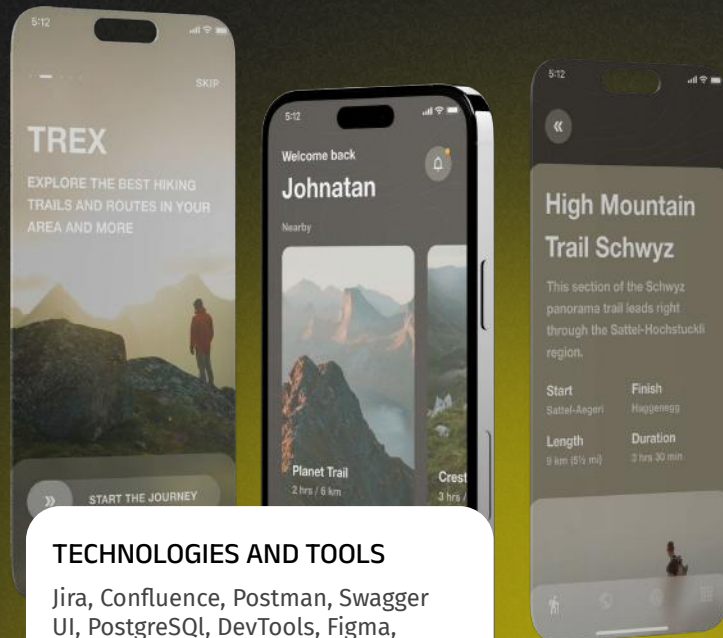 5:12
SKIP
TREX
EXPLORE THE BEST HIKING
TRAILS AND ROUTES IN YOUR
AREA AND MORE
START THE JOURNEY
5:12
Welcome back
Johnatan
Nearby
Planet Trail
2 hrs / 6 km
Crest
3 hrs /
5:12
High Mountain
Trail Schwyz
This section of the Schwyz
panorama trail leads right
through the Sattel-Hochstuckli
region.
Start
Finish
Sattel-Aegeri
Haggenegg
Length
Duration
9 km (5½ mi)
3 hrs 30 min
TECHNOLOGIES AND TOOLS
Jira, Confluence, Postman, Swagger
UI, PostgreSQl, DevTools, Figma,